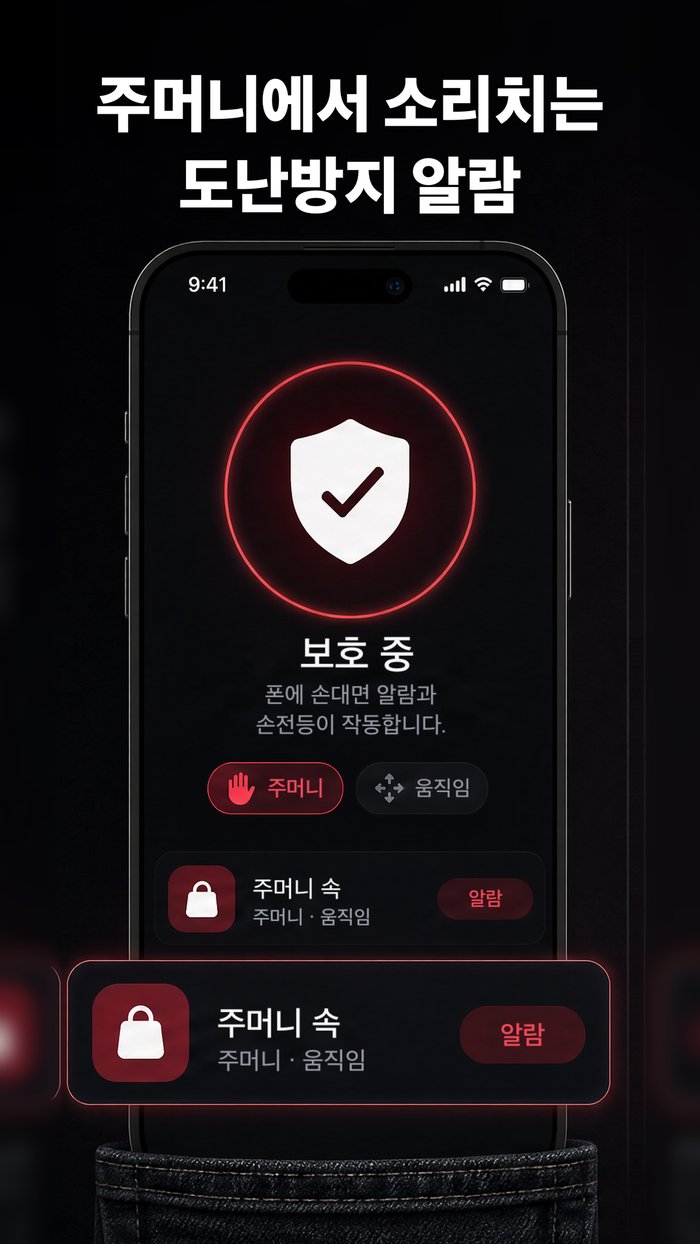 주머니에서 소리치는
도난방지 알람
9:41
보호 중
폰에 손대면 알람과
손전등이 작동합니다.
주머니
움직임
주머니 속
주머니 · 움직임
알람
주머니 속
주머니 · 움직임
알람